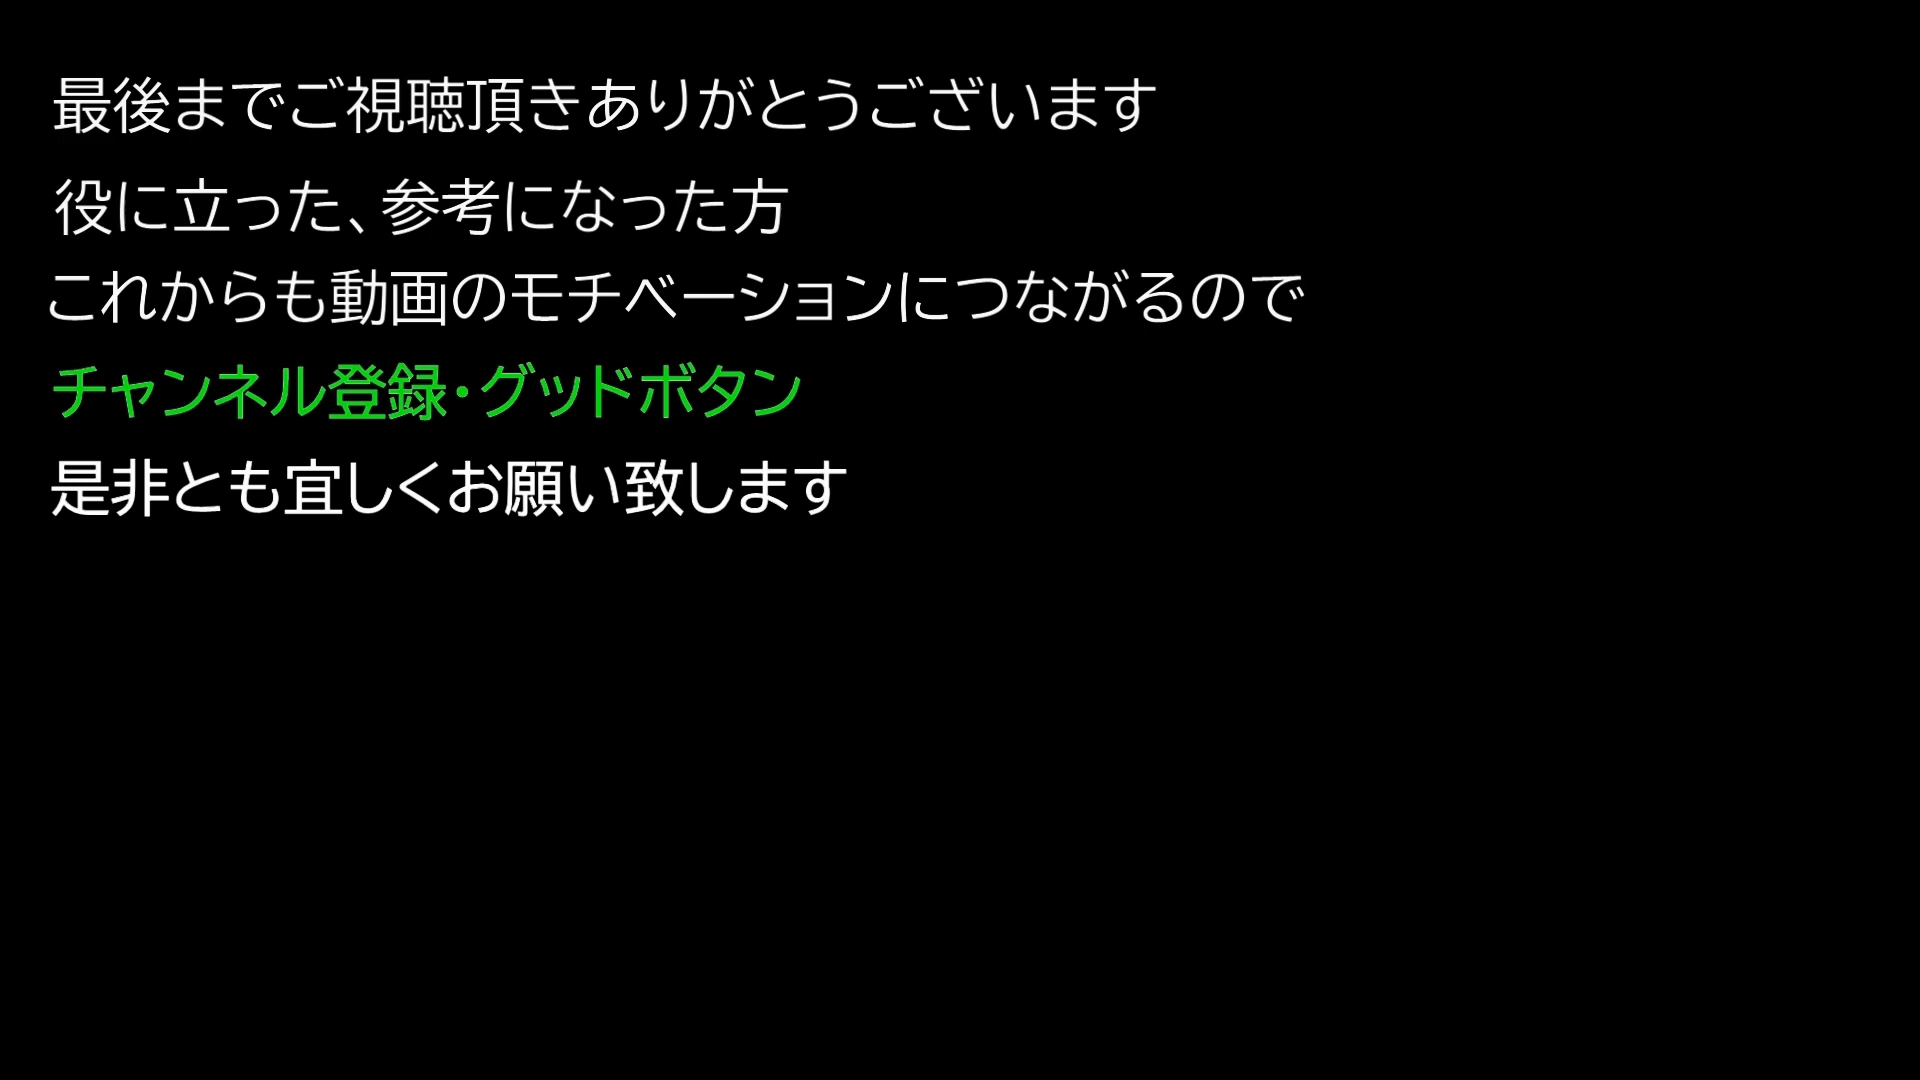 最後までご視聴頂きありがとうございます
役に立った、参考になった方
これからも動画のモチベーションにつながるので
チャンネル登録・グッドボタン
是非とも宜しくお願い致します